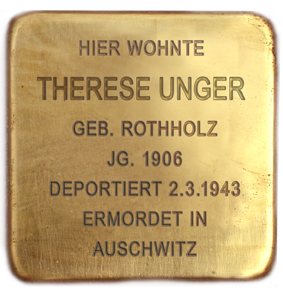 HIER WOHNTE
THERESE UNGER
GEB. ROTHHOLZ
JG. 1906
DEPORTIERT 2.3.1943
ERMORDET IN
AUSCHWITZ